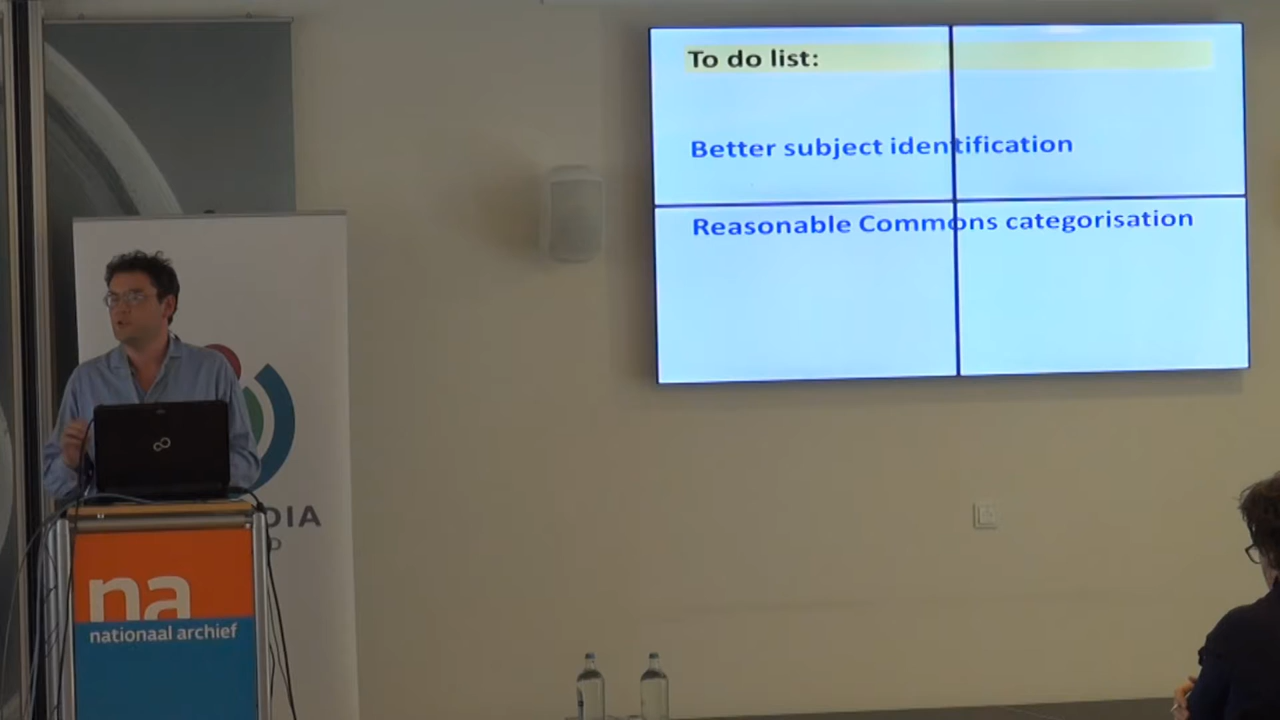 To do list:
Better subject identification
Reasonable Commons categorisation
DIA
D
na
nationaal archief